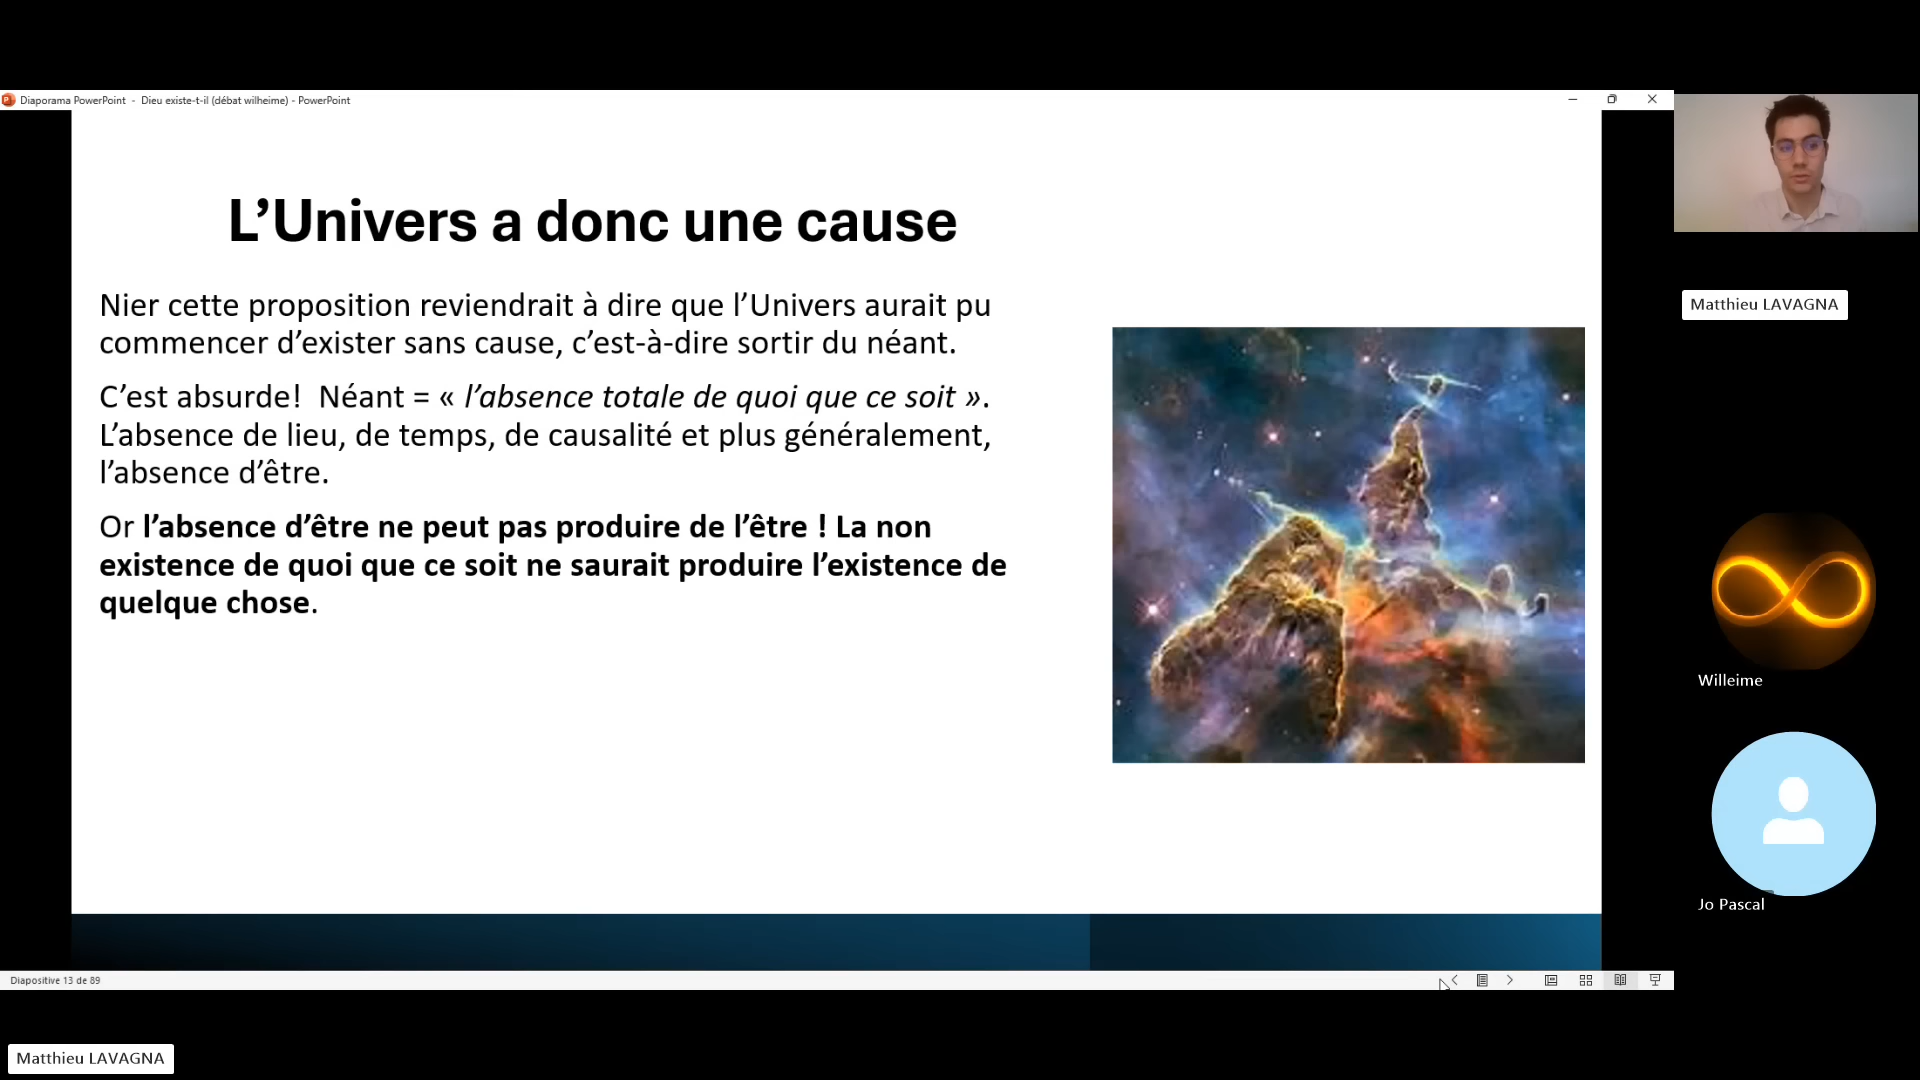 Diaporama PowerPoint - Dieu existe-t-il (débat wilheime) - PowerPoint
L’Univers a donc une cause
Nier cette proposition reviendrait à dire que l’Univers aurait pu
commencer d’exister sans cause, c’est-à-dire sortir du néant.
C’est absurde! Néant = « l’absence totale de quoi que ce soit ».
L’absence de lieu, de temps, de causalité et plus généralement,
l’absence d’être.
Or l’absence d’être ne peut pas produire de l’être ! La non
existence de quoi que ce soit ne saurait produire l’existence de
quelque chose.
Matthieu LAVAGNA
Willeime
Jo Pascal
Diapositive 13 de 89
Matthieu LAVAGNA